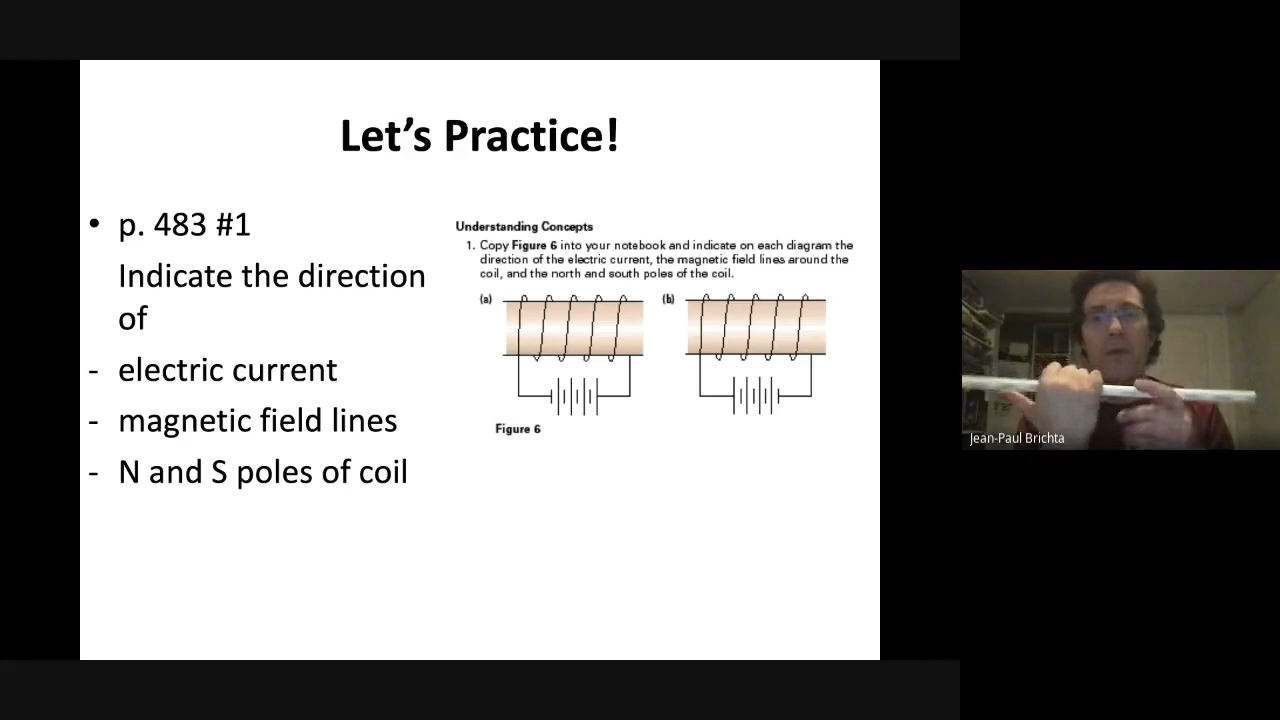 Let’s Practice!
• p. 483 #1
Indicate the direction
of
- electric current
- magnetic field lines
- N and S poles of coil
Understanding Concepts
1. Copy Figure 6 into your notebook and indicate on each diagram the
direction of the electric current, the magnetic field lines around the
coil, and the north and south poles of the coil.
(a) (b)
Figure 6
Jean-Paul Brichta